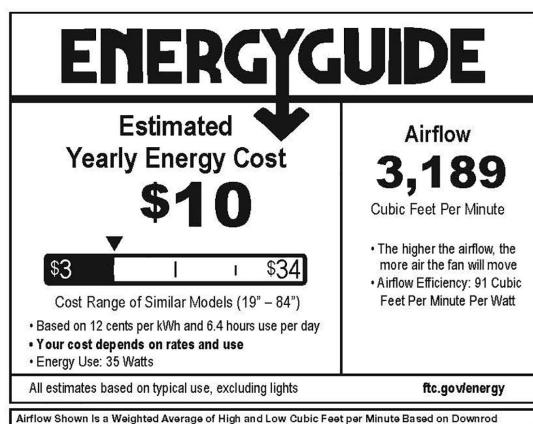 ENERGYGUIDE
Estimated
Yearly Energy Cost
$10
$3
$34
Cost Range of Similar Models (19" – 84")
• Based on 12 cents per kWh and 6.4 hours use per day
• Your cost depends on rates and use
• Energy Use: 35 Watts
Airflow
3,189
Cubic Feet Per Minute
• The higher the airflow, the
more air the fan will move
• Airflow Efficiency: 91 Cubic
Feet Per Minute Per Watt
All estimates based on typical use, excluding lights
ftc.gov/energy
Airflow Shown Is a Weighted Average of High and Low Cubic Feet per Minute Based on Downrod